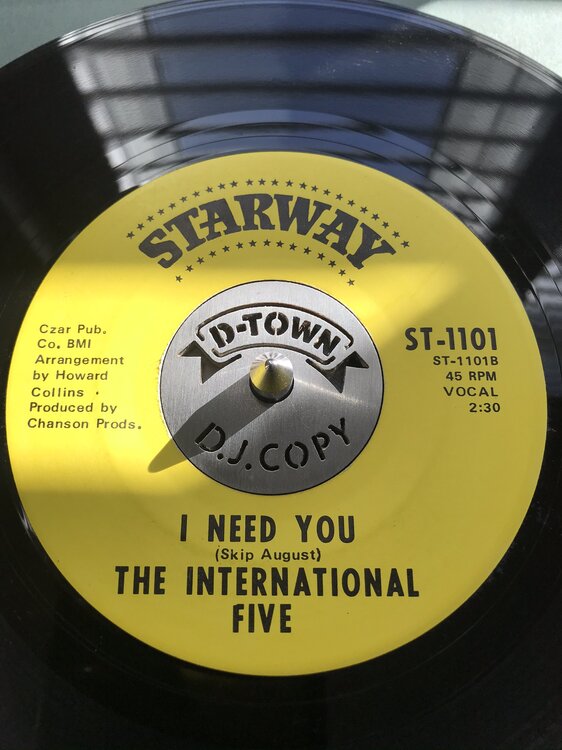 STARWAY
Czar Pub.
Co. BMI
Arrangement
by Howard
Collins .
Produced by
Chanson Prods.
D-TOWN
D.J. COPY
ST-1101
ST-1101B
45 RPM
VOCAL
2:30
I NEED YOU
(Skip August)
THE INTERNATIONAL
FIVE